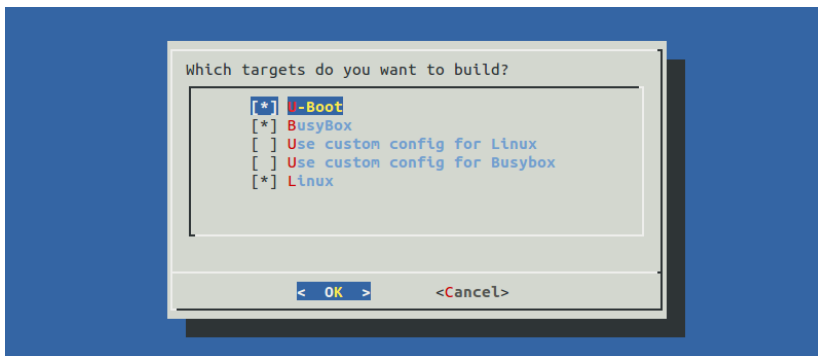 Which targets do you want to build?
[*] U-Boot
[*] BusyBox
[ ] Use custom config for Linux
[ ] Use custom config for Busybox
[*] Linux
< OK > <Cancel>